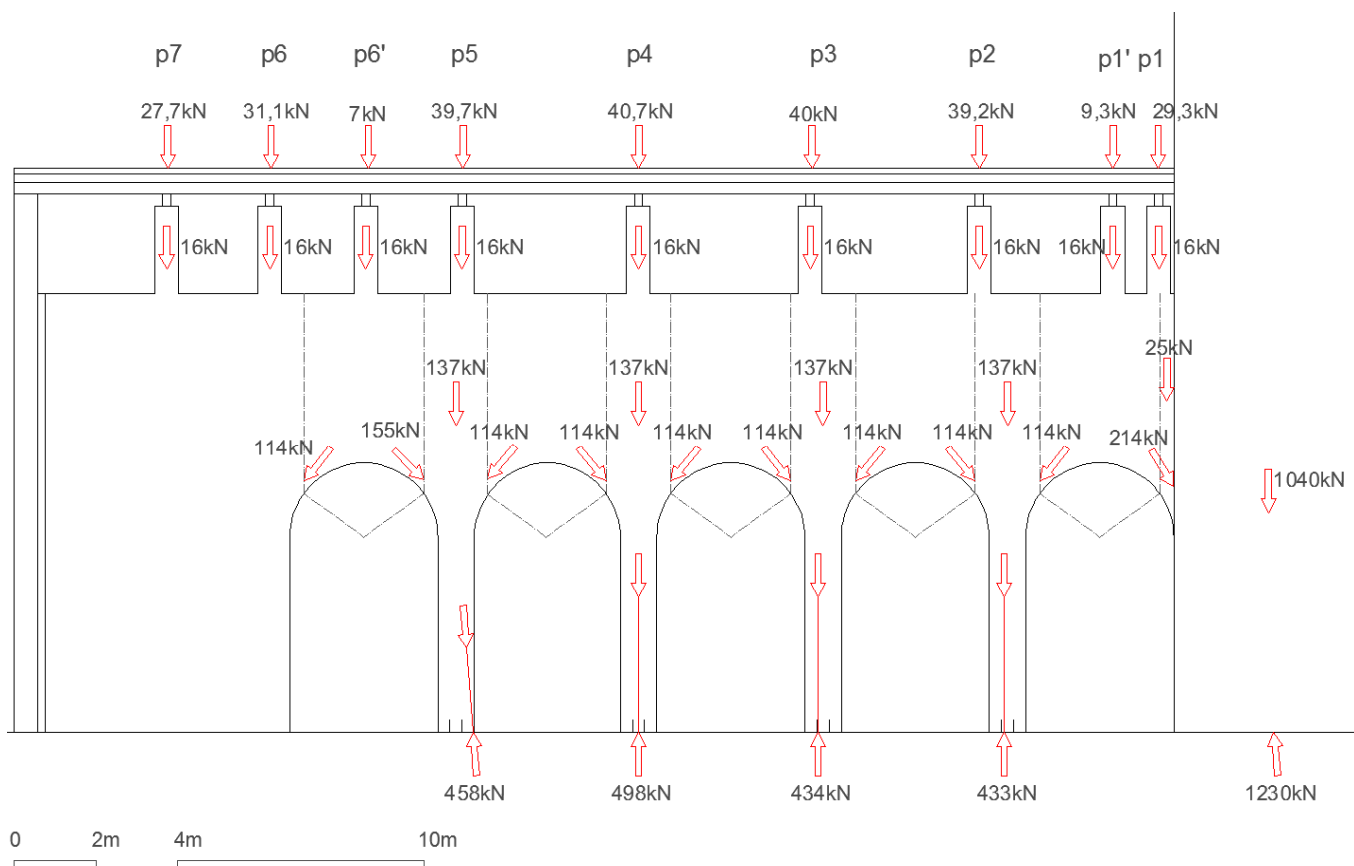 p7 p6 p6' p5 p4 p3 p2 p1' p1
27,7kN 31,1kN 7kN 39,7kN 40,7kN 40kN 39,2kN 9,3kN 29,3kN
16kN 16kN 16kN 16kN 16kN 16kN 16kN 16kN 16kN
25kN
137kN 137kN 137kN 137kN
114kN 155kN 114kN 114kN 114kN 114kN 114kN 114kN 114kN 214kN
1040kN
458kN 498kN 434kN 433kN 1230kN
0 2m 4m 10m